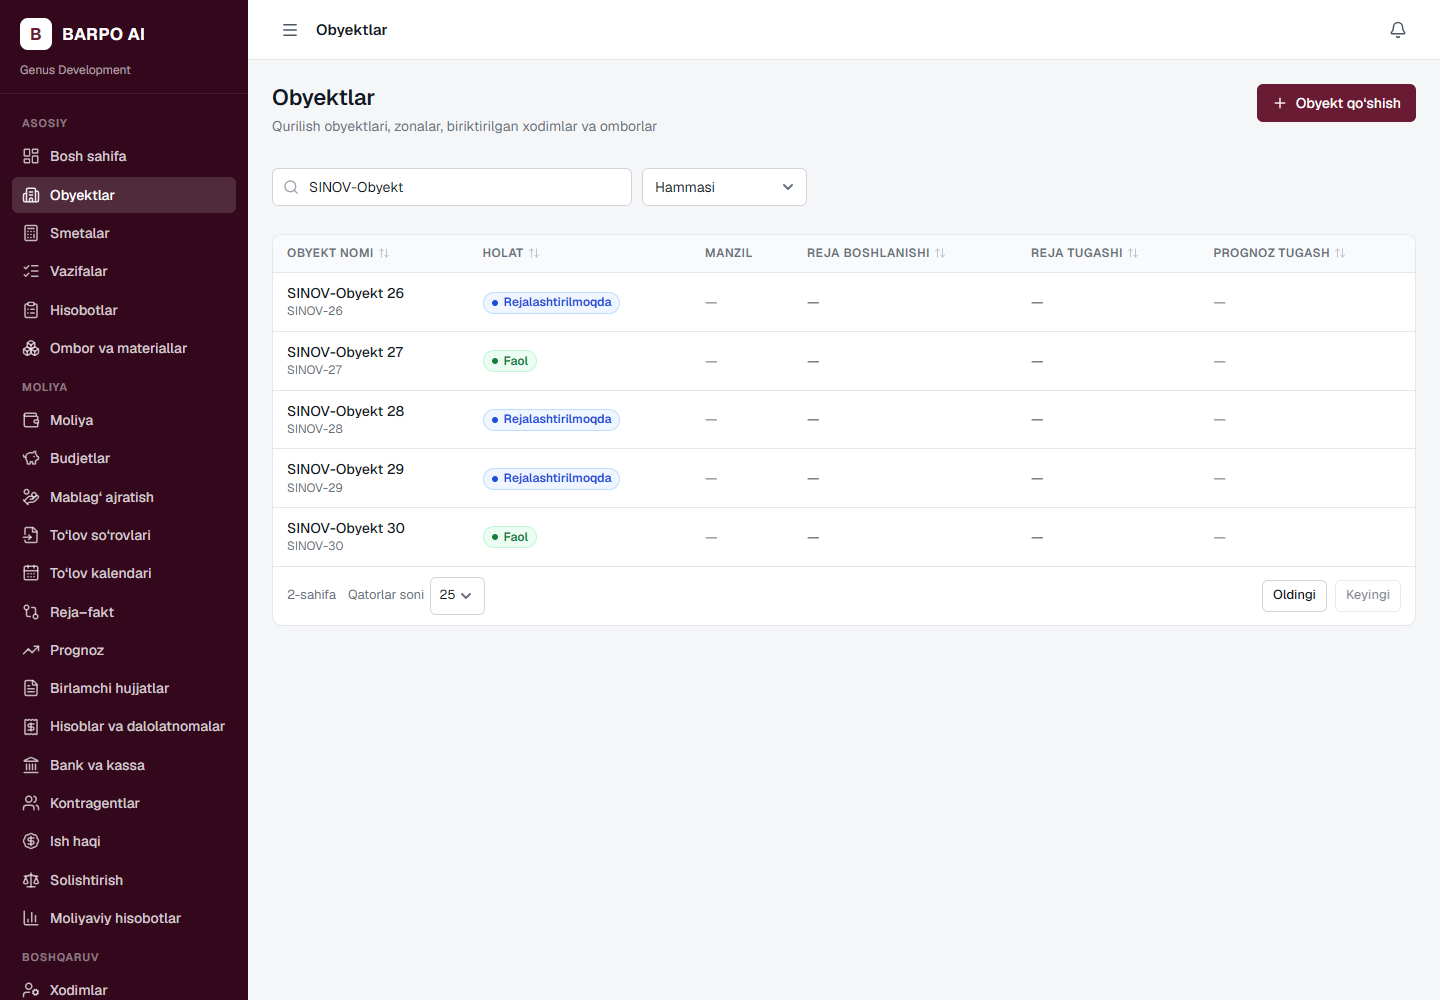 B BARPO AI
Genus Development
ASOSIY
Bosh sahifa
Obyektlar
Smetalar
Vazifalar
Hisobotlar
Ombor va materiallar
MOLIYA
Moliya
Budjetlar
Mablag‘ ajratish
To‘lov so‘rovlari
To‘lov kalendari
Reja–fakt
Prognoz
Birlamchi hujjatlar
Hisoblar va dalolatnomalar
Bank va kassa
Kontragentlar
Ish haqi
Solishtirish
Moliyaviy hisobotlar
BOSHQARUV
Xodimlar
Obyektlar
Obyektlar
Qurilish obyektlari, zonalar, biriktirilgan xodimlar va omborlar
Obyekt qo‘shish
SINOV-Obyekt
Hammasi
OBYEKT NOMI HOLAT MANZIL REJA BOSHLANISHI REJA TUGASHI PROGNOZ TUGASH
SINOV-Obyekt 26 Rejalashtirilmoqda — — — —
SINOV-26
SINOV-Obyekt 27 Faol — — — —
SINOV-27
SINOV-Obyekt 28 Rejalashtirilmoqda — — — —
SINOV-28
SINOV-Obyekt 29 Rejalashtirilmoqda — — — —
SINOV-29
SINOV-Obyekt 30 Faol — — — —
SINOV-30
2-sahifa Qatorlar soni 25 Oldingi Keyingi